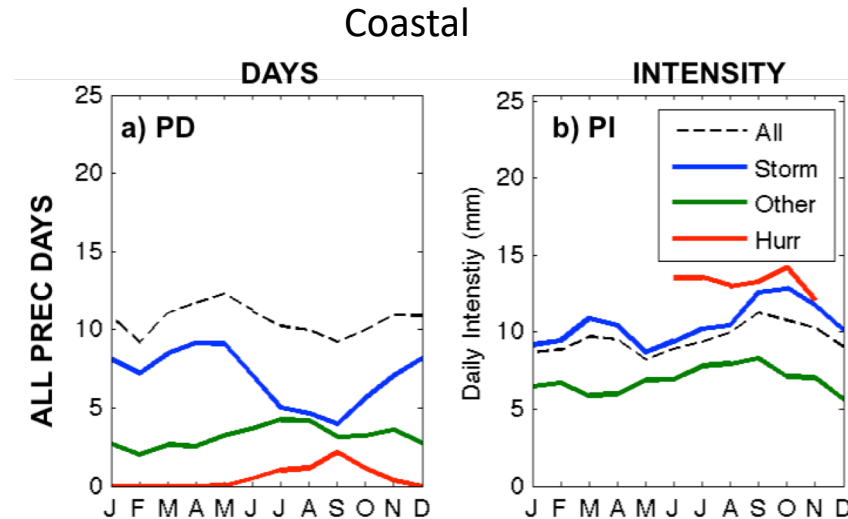 Coastal
DAYS
INTENSITY
ALL PREC DAYS
25
20
15
10
5
0
a) PD
J F M A M J J A S O N D
Daily Intenstiy (mm)
25
20
15
10
5
0
b) PI
All
Storm
Other
Hurr
J F M A M J J A S O N D